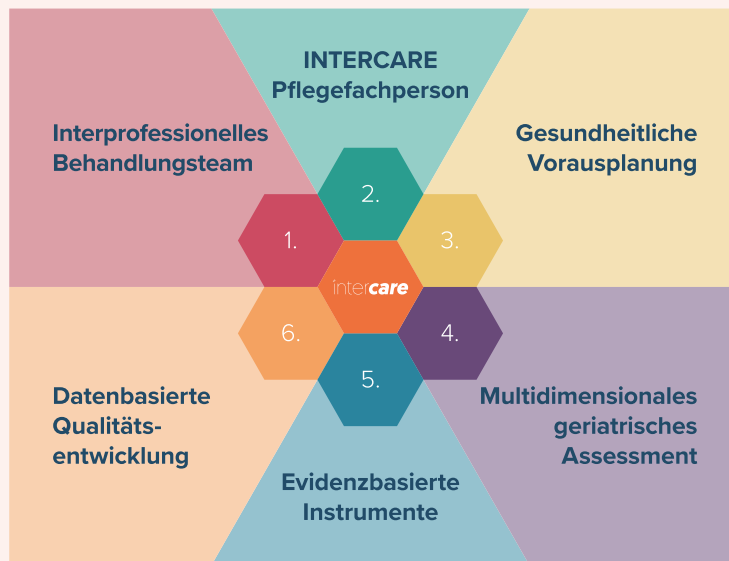 INTERCARE
Pflegefachperson
Interprofessionelles
Behandlungsteam
Gesundheitliche
Vorausplanung
2.
1.
3.
intercare
6.
4.
5.
Datenbasierte
Qualitäts-
entwicklung
Multidimensionales
geriatrisches
Assessment
Evidenzbasierte
Instrumente